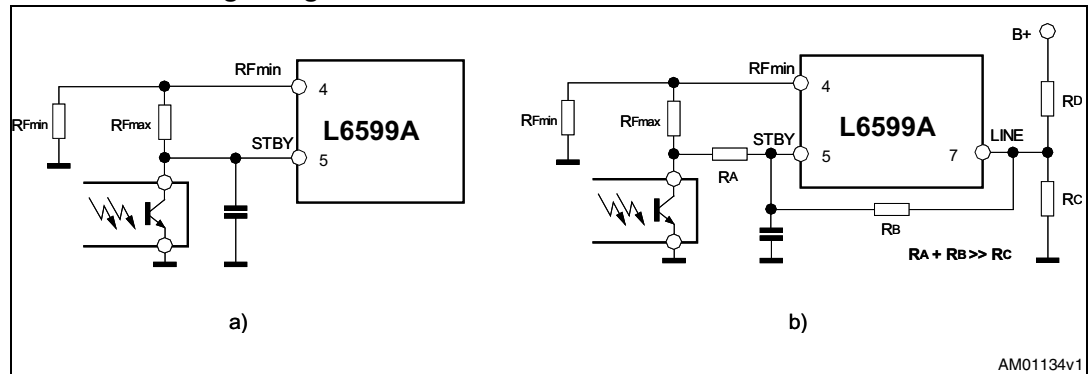 RFmin
4
RFmin
RFmax
L6599A
STBY
5
a)
B+
RFmin
4
RD
RFmin
RFmax
L6599A
STBY
LINE
5
7
RA
RC
RB
RA + RB >> RC
b)
AM01134v1